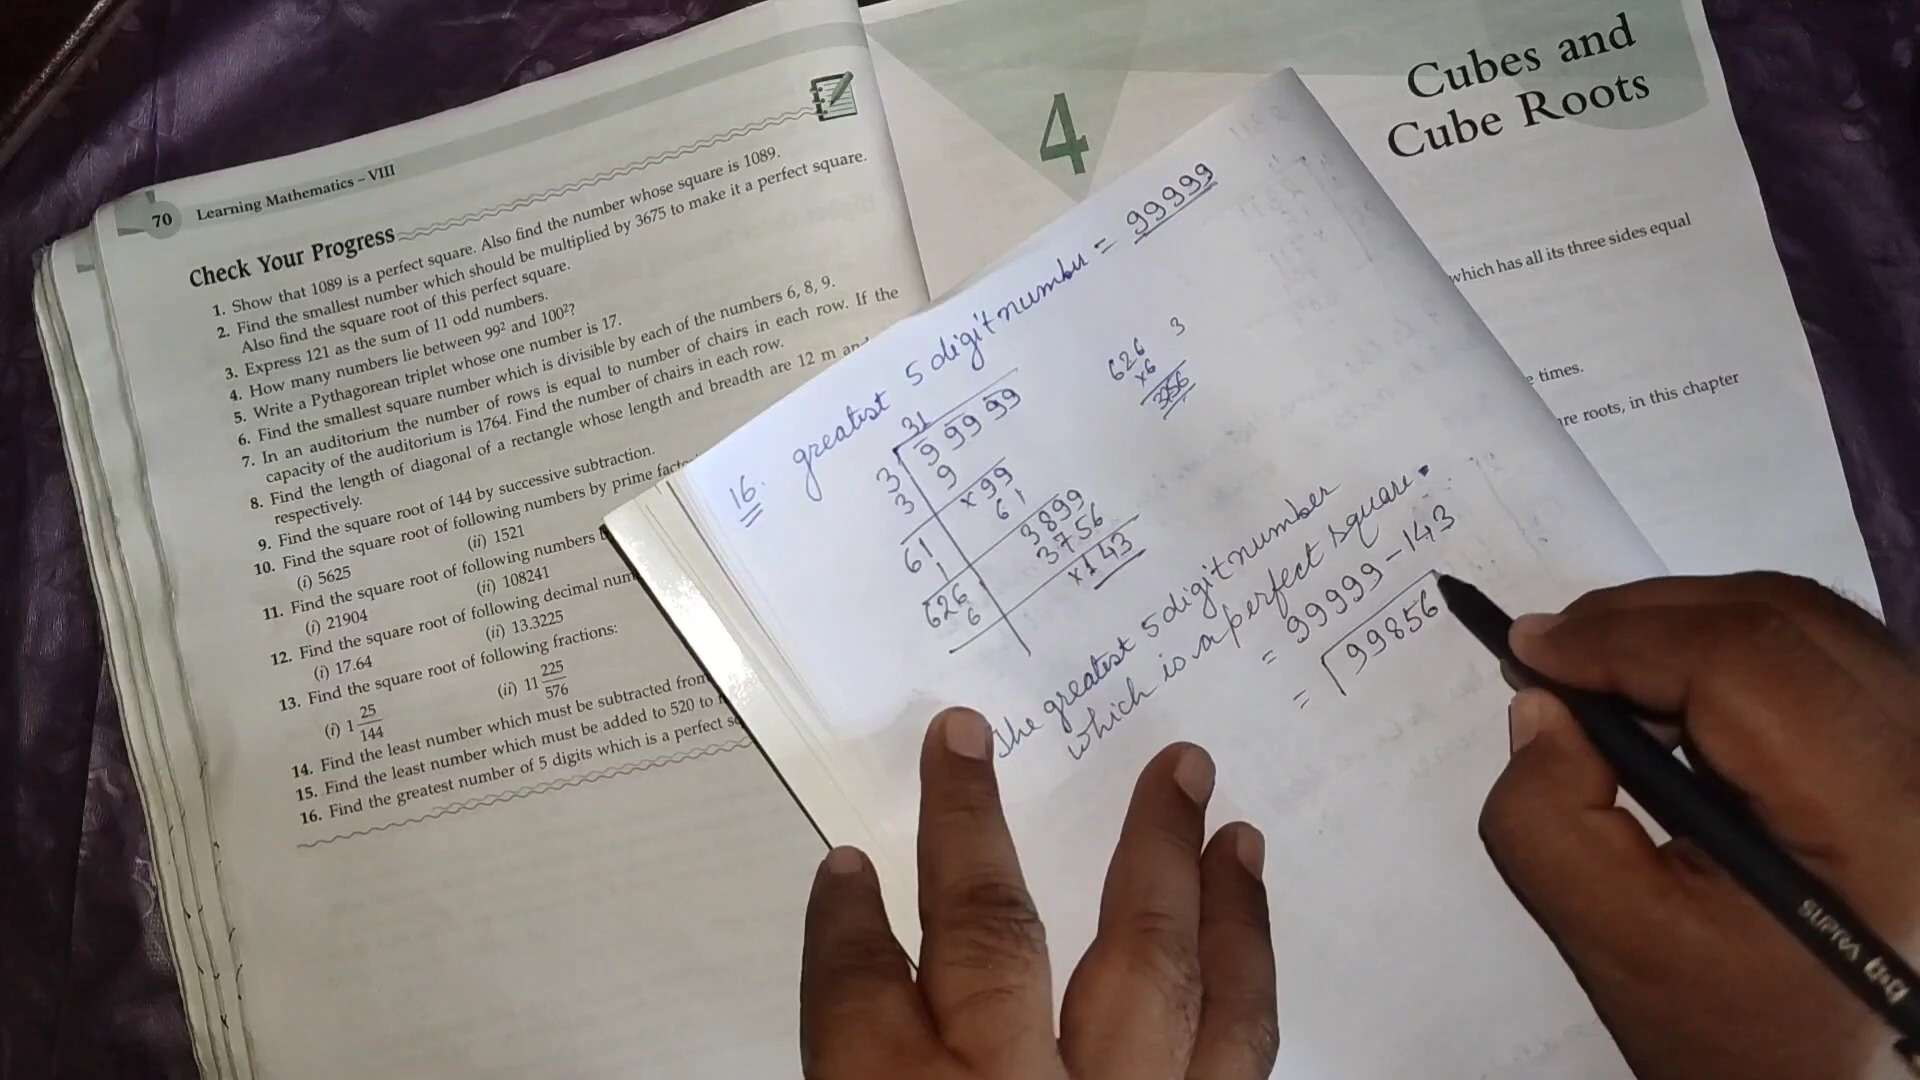 70 Learning Mathematics – VIII
Check Your Progress
1. Show that 1089 is a perfect square. Also find the number whose square is 1089.
2. Find the smallest number which should be multiplied by 3675 to make it a perfect square.
Also find the square root of this perfect square.
3. Express 121 as the sum of 11 odd numbers.
4. How many numbers lie between 99² and 100²?
5. Write a Pythagorean triplet whose one number is 17.
6. Find the smallest square number which is divisible by each of the numbers 6, 8, 9.
7. In an auditorium the number of rows is equal to number of chairs in each row. If the
capacity of the auditorium is 1764. Find the number of chairs in each row.
8. Find the length of diagonal of a rectangle whose length and breadth are 12 m and
respectively.
9. Find the square root of 144 by successive subtraction.
10. Find the square root of following numbers by prime
(i) 5625 (ii) 1521
11. Find the square root of following numbers
(i) 21904 (ii) 108241
12. Find the square root of following decimal
(i) 17.64 (ii) 13.3225
13. Find the square root of following fractions:
(i) 1 25/144 (ii) 11 225/576
14. Find the least number which must be subtracted from
15. Find the least number which must be added to 520 to
16. Find the greatest number of 5 digits which is a perfect
4
Cubes and
Cube Roots
which has all its three sides equal
times.
roots, in this chapter
16. greatest 5 digit number = 99999
31
3 9 99 99
3 9
61 ×99
1 61
626 3899
6 3756
×143
626 3
×6
3756
The greatest 5 digit number
which is a perfect square.
= 99999 - 143
= 99856
SUPRA